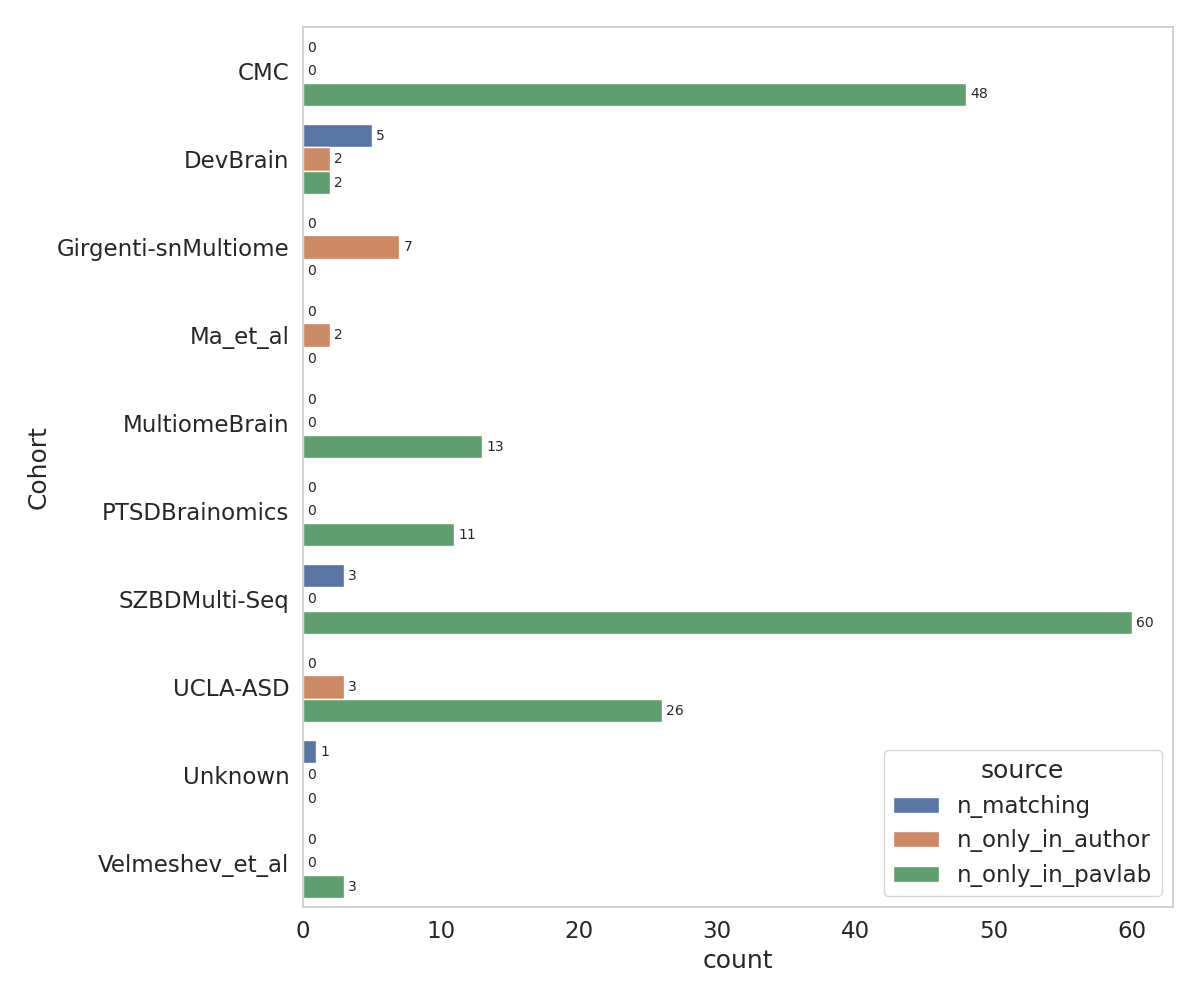 CMC
0
0
48
DevBrain
5
2
2
Girgenti-snMultiome
0
7
0
Ma_et_al
0
2
0
MultiomeBrain
0
0
13
PTSDBrainomics
0
0
11
SZBDMulti-Seq
3
0
60
UCLA-ASD
0
3
26
Unknown
1
0
0
Velmeshev_et_al
0
0
3
Cohort
0 10 20 30 40 50 60
count
source
n_matching
n_only_in_author
n_only_in_pavlab